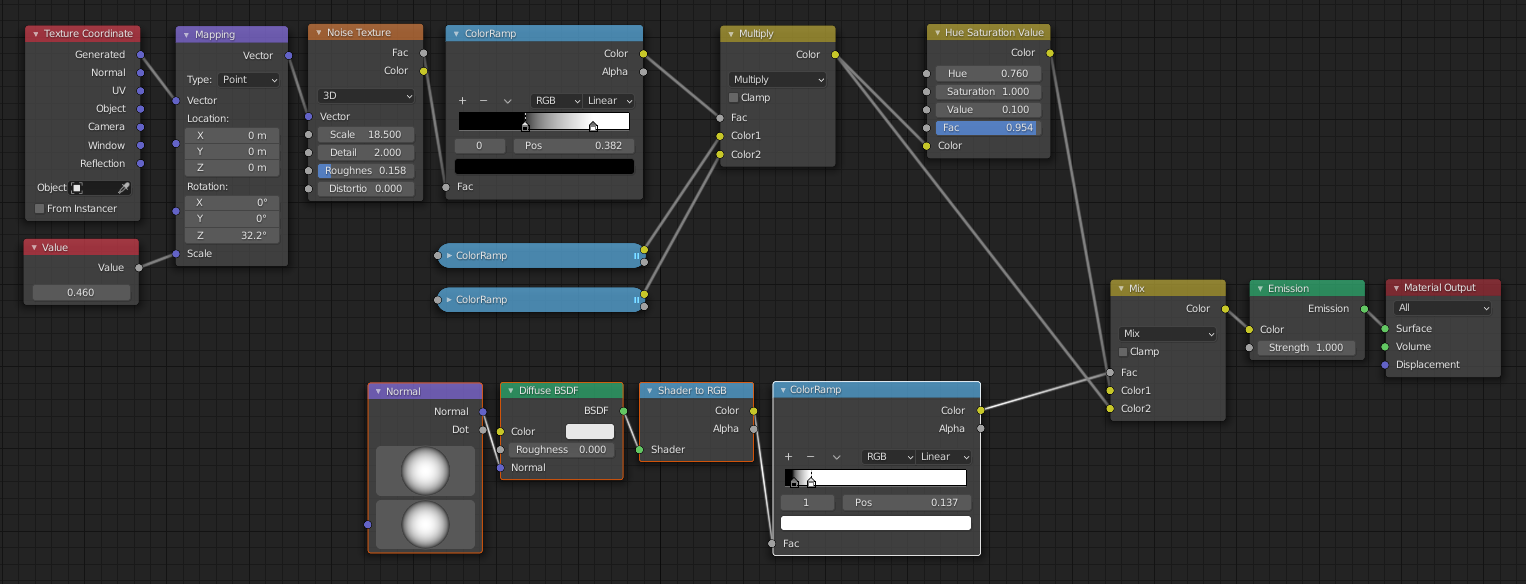 Texture Coordinate
Generated
Normal
UV
Object
Camera
Window
Reflection
Object
From Instancer
Value
Value
0.460
Mapping
Vector
Type: Point
Vector
Location:
X 0 m
Y 0 m
Z 0 m
Rotation:
X 0°
Y 0°
Z 32.2°
Scale
Noise Texture
Fac
Color
3D
Vector
Scale 18.500
Detail 2.000
Roughnes 0.158
Distortio 0.000
ColorRamp
Color
Alpha
RGB Linear
0 Pos 0.382
Fac
ColorRamp
ColorRamp
Multiply
Color
Multiply
Clamp
Fac
Color1
Color2
Hue Saturation Value
Color
Hue 0.760
Saturation 1.000
Value 0.100
Fac 0.954
Color
Normal
Normal
Dot
Diffuse BSDF
BSDF
Color
Roughness 0.000
Normal
Shader to RGB
Color
Alpha
Shader
ColorRamp
Color
Alpha
RGB Linear
1 Pos 0.137
Fac
Mix
Color
Mix
Clamp
Fac
Color1
Color2
Emission
Emission
Color
Strength 1.000
Material Output
All
Surface
Volume
Displacement